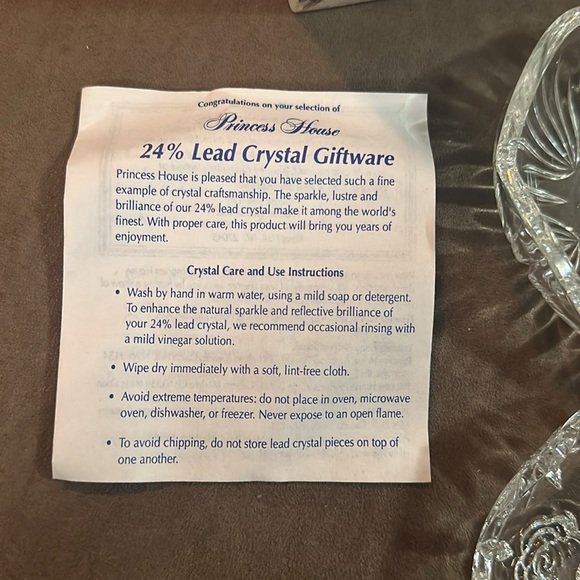 Congratulations on your selection of
Princess House
24% Lead Crystal Giftware
Princess House is pleased that you have selected such a fine
example of crystal craftsmanship. The sparkle, lustre and
brilliance of our 24% lead crystal make it among the world's
finest. With proper care, this product will bring you years of
enjoyment.
Crystal Care and Use Instructions
• Wash by hand in warm water, using a mild soap or detergent.
To enhance the natural sparkle and reflective brilliance of
your 24% lead crystal, we recommend occasional rinsing with
a mild vinegar solution.
• Wipe dry immediately with a soft, lint-free cloth.
• Avoid extreme temperatures: do not place in oven, microwave
oven, dishwasher, or freezer. Never expose to an open flame.
• To avoid chipping, do not store lead crystal pieces on top of
one another.